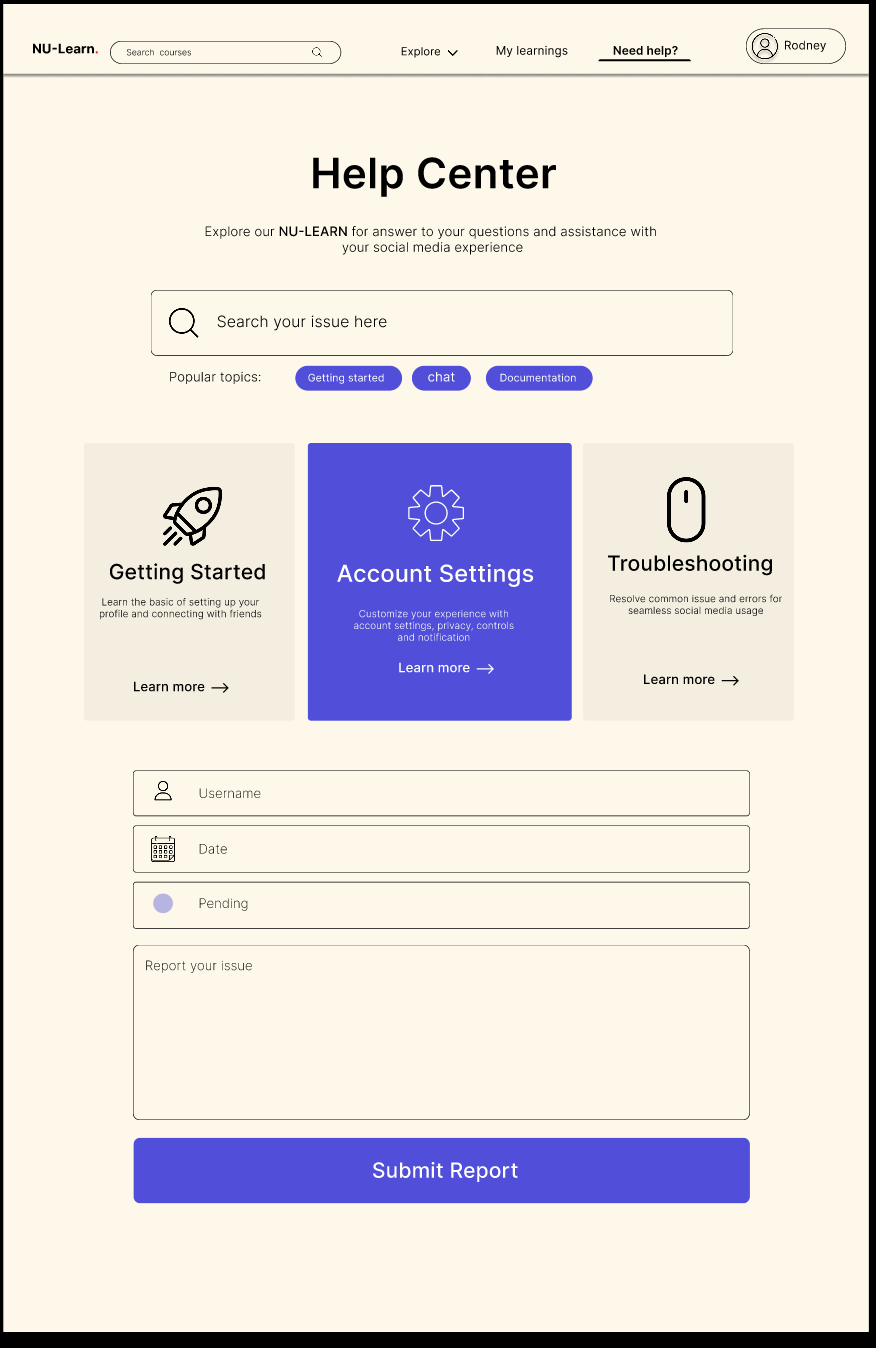 NU-Learn.
Search courses
Explore
My learnings
Need help?
Rodney
Help Center
Explore our NU-LEARN for answer to your questions and assistance with
your social media experience
Search your issue here
Popular topics:
Getting started
chat
Documentation
Getting Started
Learn the basic of setting up your
profile and connecting with friends
Learn more
Account Settings
Customize your experience with
account settings, privacy, controls
and notification
Learn more
Troubleshooting
Resolve common issue and errors for
seamless social media usage
Learn more
Username
Date
Pending
Report your issue
Submit Report